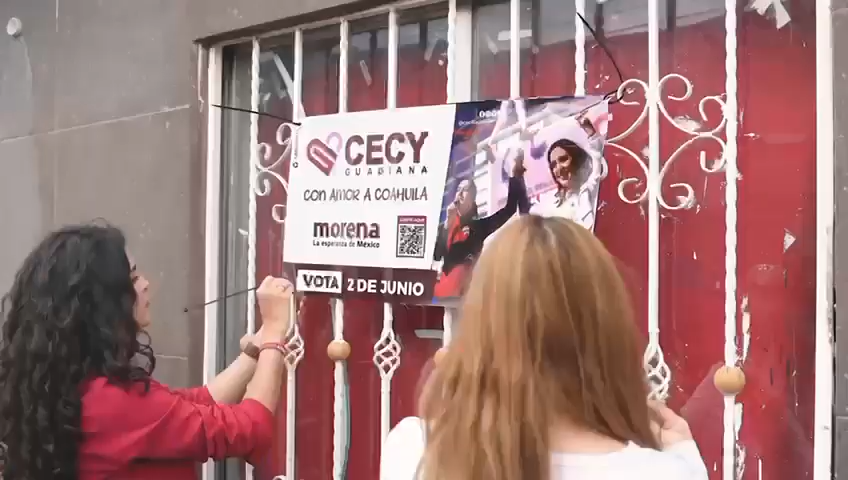 CECY
GUADIANA
CON AMOR A COAHUILA
morena
La esperanza de México
VOTA 2 DE JUNIO